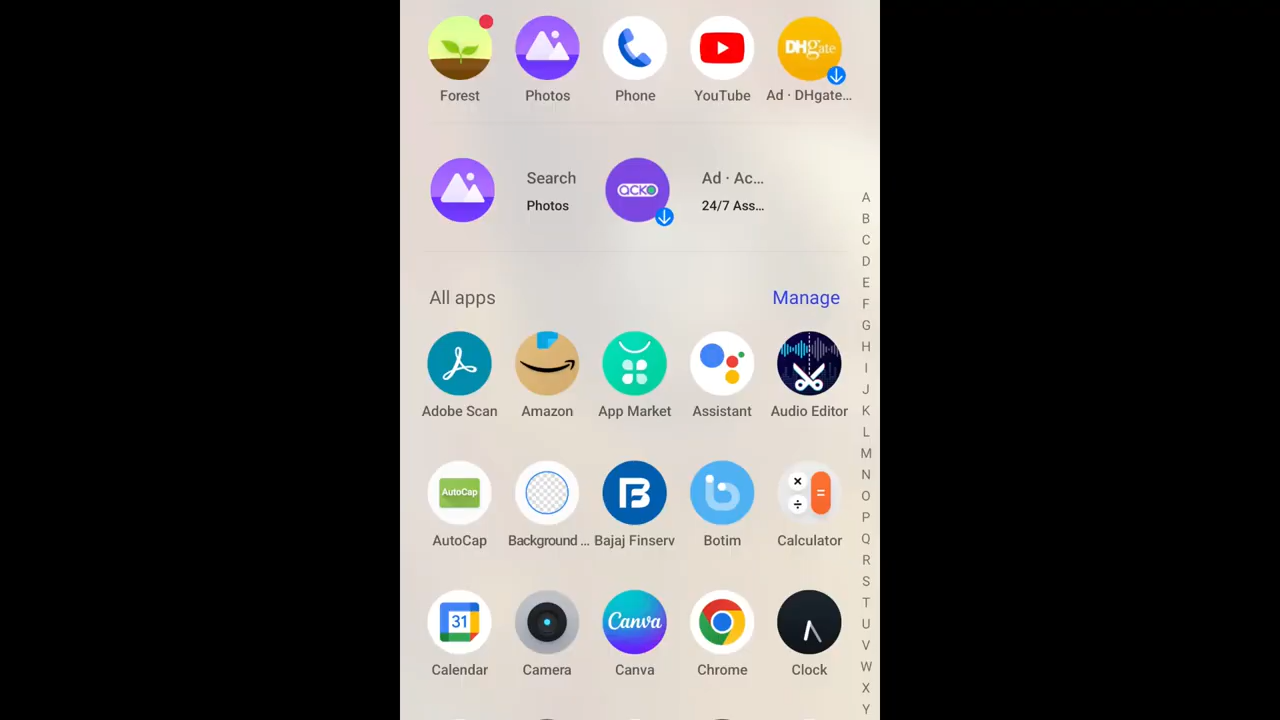 Forest Photos Phone YouTube Ad · DHgate...
DHgate
Search
Photos
acko
Ad · Ac...
24/7 Ass...
All apps Manage
Adobe Scan Amazon App Market Assistant Audio Editor
AutoCap
AutoCap Background ... Bajaj Finserv Botim Calculator
31
Canva
Calendar Camera Canva Chrome Clock
A
B
C
D
E
F
G
H
I
J
K
L
M
N
O
P
Q
R
S
T
U
V
W
X
Y